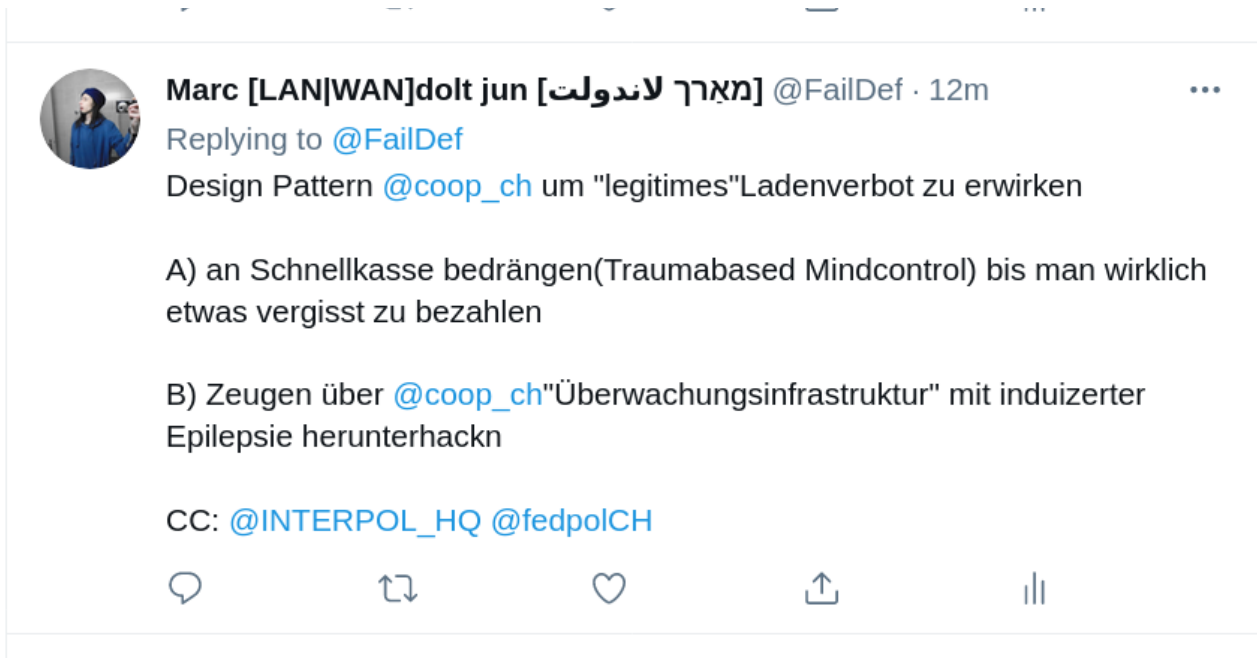 Marc [LAN|WAN]dolt jun [מאַרך لاندولت] @FailDef · 12m
Replying to @FailDef
Design Pattern @coop_ch um "legitimes"Ladenverbot zu erwirken
A) an Schnellkasse bedrängen(Traumabased Mindcontrol) bis man wirklich
etwas vergisst zu bezahlen
B) Zeugen über @coop_ch"Überwachungsinfrastruktur" mit induizerter
Epilepsie herunterhackn
CC: @INTERPOL_HQ @fedpolCH